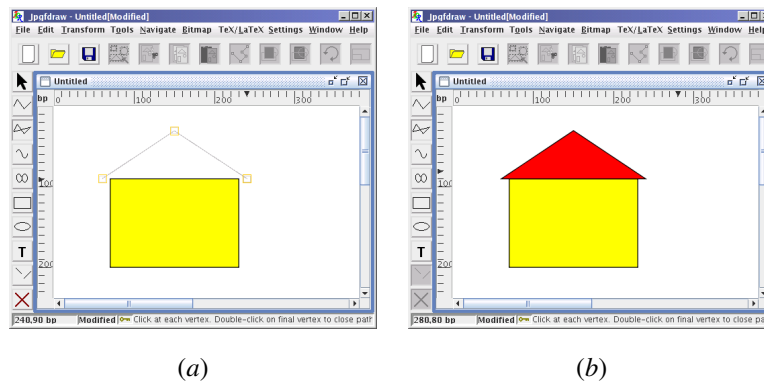 Jpgfdraw - Untitled[Modified]
File Edit Transform Tools Navigate Bitmap TeX/LaTeX Settings Window Help
Untitled
bp 0 100 200 300
100
T
200
240,90 bp Modified Click at each vertex. Double-click on final vertex to close path
(a)
Jpgfdraw - Untitled[Modified]
File Edit Transform Tools Navigate Bitmap TeX/LaTeX Settings Window Help
Untitled
bp 0 100 200 300
100
T
200
280,80 bp Modified Click at each vertex. Double-click on final vertex to close pa
(b)